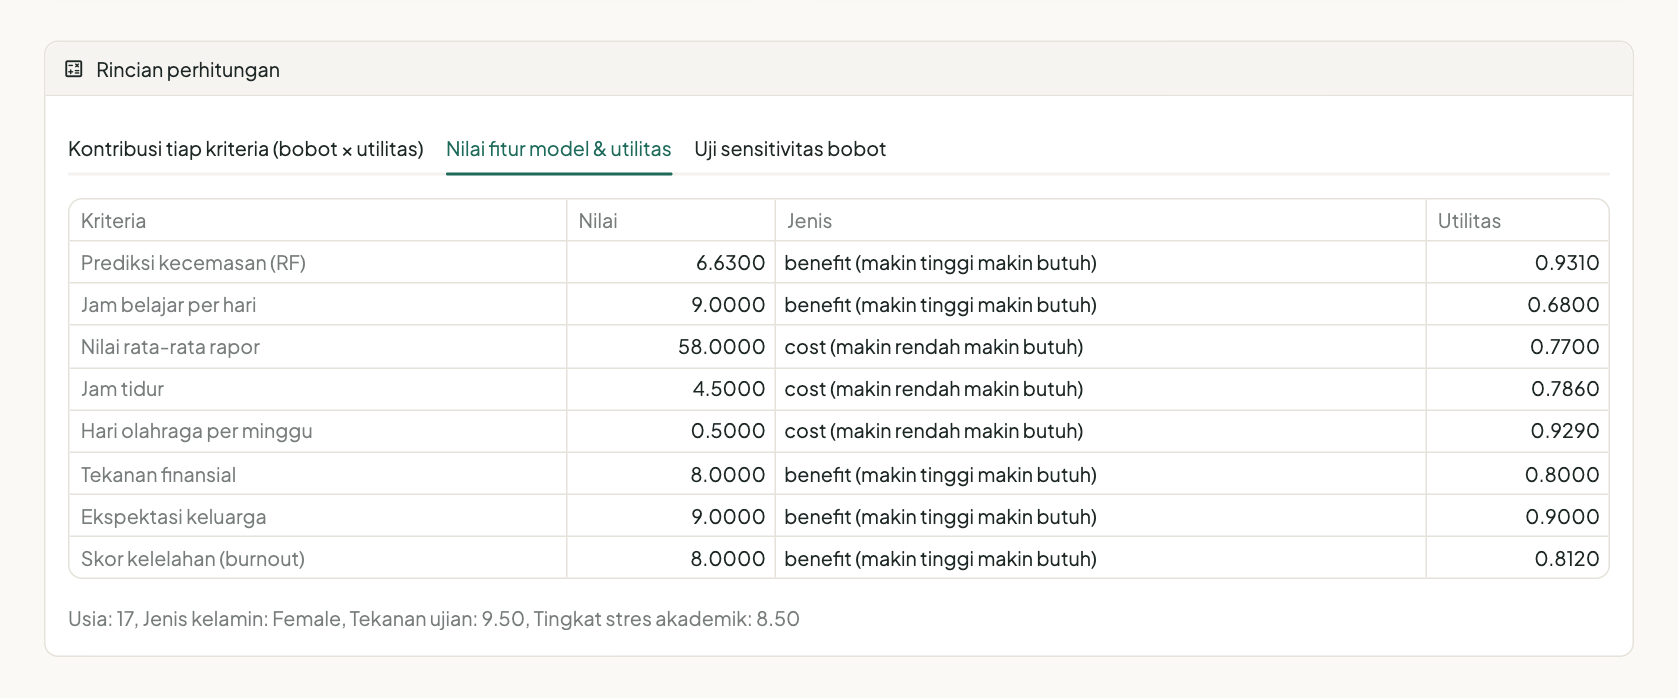 Rincian perhitungan
Kontribusi tiap kriteria (bobot × utilitas) Nilai fitur model & utilitas Uji sensitivitas bobot
Kriteria Nilai Jenis Utilitas
Prediksi kecemasan (RF) 6.6300 benefit (makin tinggi makin butuh) 0.9310
Jam belajar per hari 9.0000 benefit (makin tinggi makin butuh) 0.6800
Nilai rata-rata rapor 58.0000 cost (makin rendah makin butuh) 0.7700
Jam tidur 4.5000 cost (makin rendah makin butuh) 0.7860
Hari olahraga per minggu 0.5000 cost (makin rendah makin butuh) 0.9290
Tekanan finansial 8.0000 benefit (makin tinggi makin butuh) 0.8000
Ekspektasi keluarga 9.0000 benefit (makin tinggi makin butuh) 0.9000
Skor kelelahan (burnout) 8.0000 benefit (makin tinggi makin butuh) 0.8120
Usia: 17, Jenis kelamin: Female, Tekanan ujian: 9.50, Tingkat stres akademik: 8.50